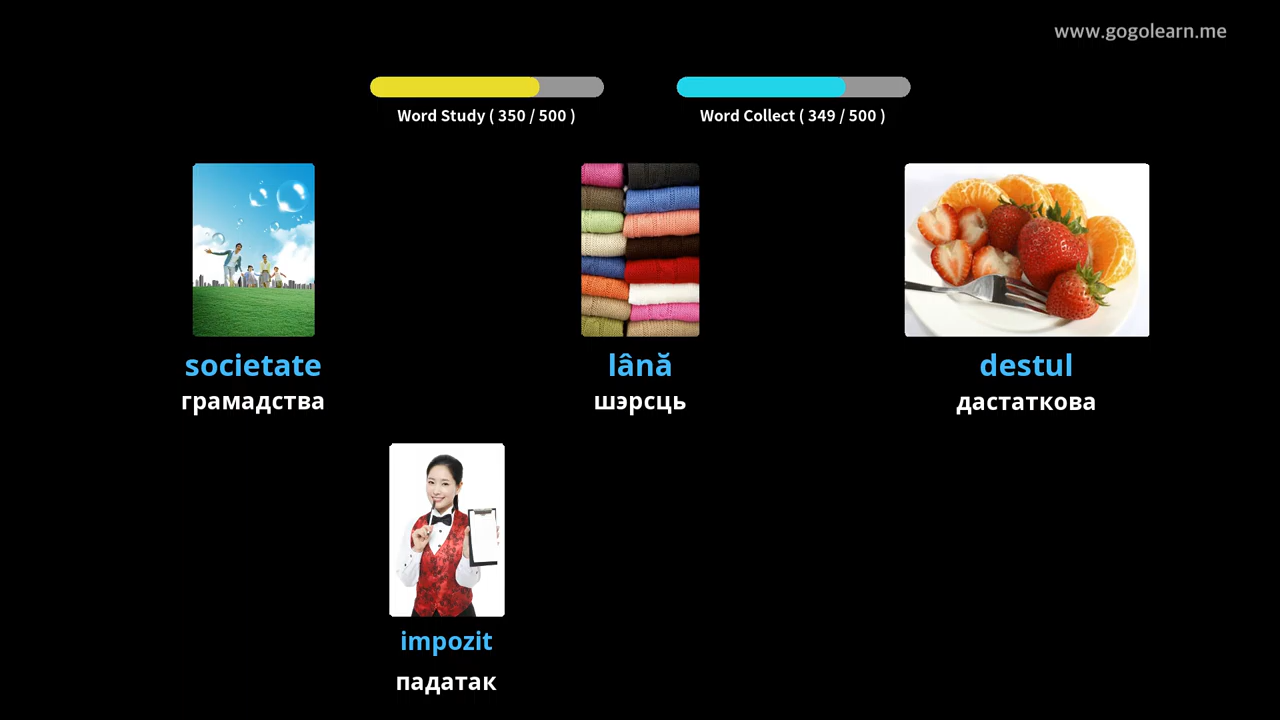 www.gogolearn.me
Word Study ( 350 / 500 )
Word Collect ( 349 / 500 )
societate
грамадства
lână
шэрсць
destul
дастаткова
impozit
падатак